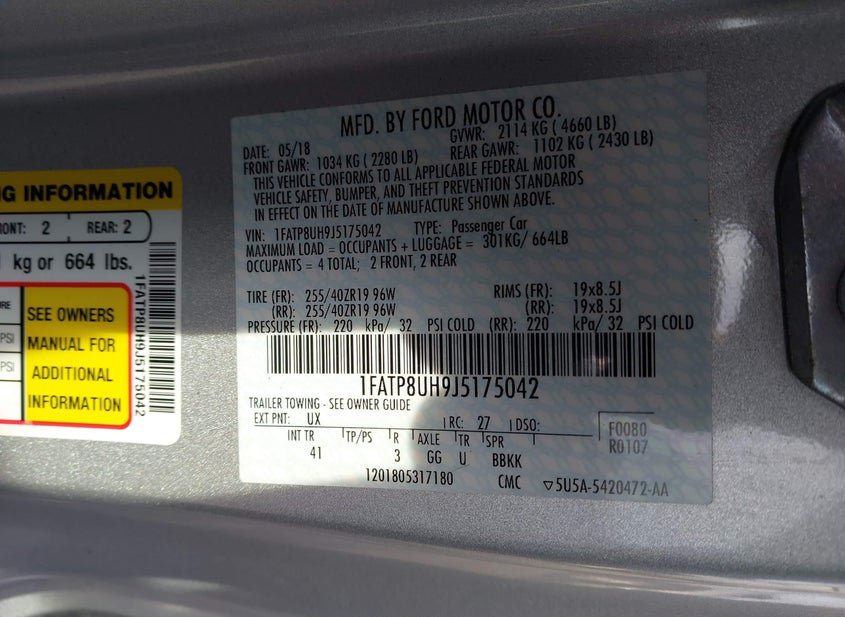 NG INFORMATION
RONT: 2 REAR: 2
kg or 664 lbs.
SEE OWNERS
MANUAL FOR
ADDITIONAL
INFORMATION
PSI
PSI
1FATP8UH9J5175042
MFD. BY FORD MOTOR CO.
DATE: 05/18 GVWR: 2114 KG ( 4660 LB)
FRONT GAWR: 1034 KG ( 2280 LB) REAR GAWR: 1102 KG ( 2430 LB)
THIS VEHICLE CONFORMS TO ALL APPLICABLE FEDERAL MOTOR
VEHICLE SAFETY, BUMPER, AND THEFT PREVENTION STANDARDS
IN EFFECT ON THE DATE OF MANUFACTURE SHOWN ABOVE.
VIN: 1FATP8UH9J5175042 TYPE: Passenger Car
MAXIMUM LOAD = OCCUPANTS + LUGGAGE = 301KG/ 664LB
OCCUPANTS = 4 TOTAL; 2 FRONT, 2 REAR
TIRE (FR): 255/40ZR19 96W RIMS (FR): 19x8.5J
(RR): 255/40ZR19 96W (RR): 19x8.5J
PRESSURE (FR): 220 kPa/ 32 PSI COLD (RR): 220 kPa/ 32 PSI COLD
1FATP8UH9J5175042
TRAILER TOWING - SEE OWNER GUIDE
EXT PNT: UX RC: 27 DSO: F0080
R0107
INT TR TP/PS R AXLE TR SPR
41 3 GG U BBKK
1201805317180 CMC ▽5U5A-5420472-AA